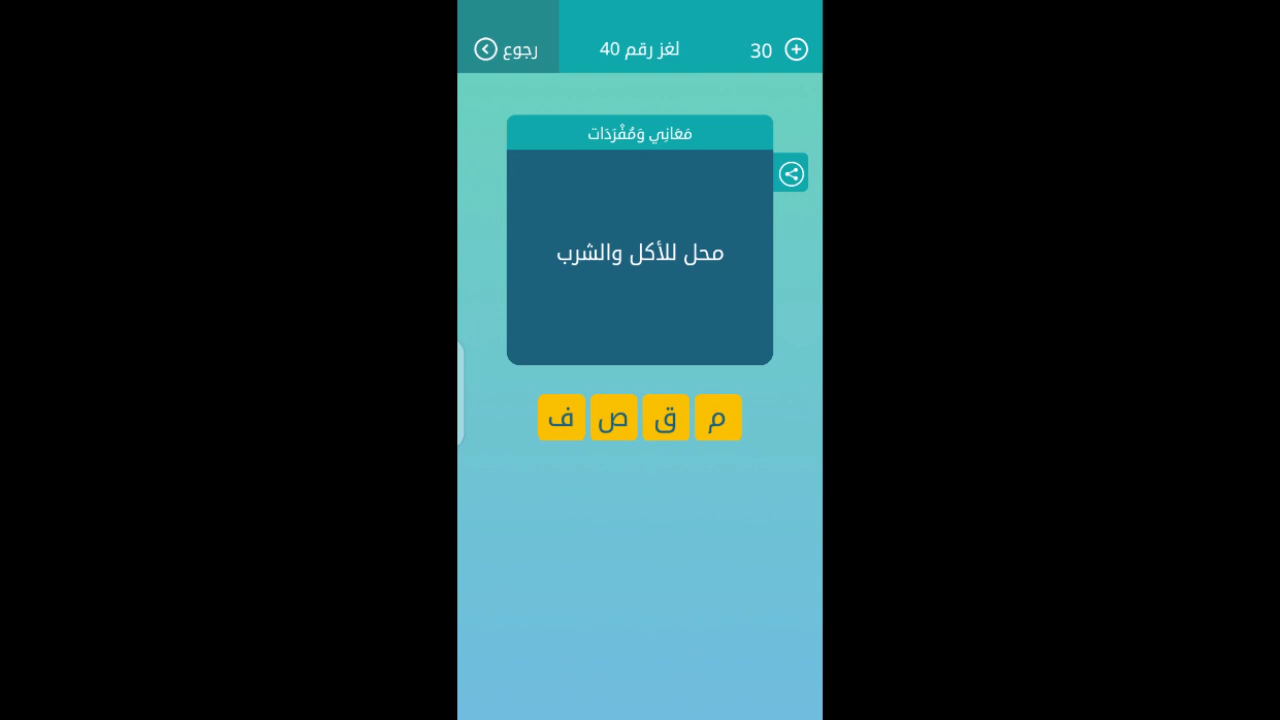 30 لغز رقم 40 رجوع
مَعَانِي وَمُفْرَدَات
محل للأكل والشرب
م ق ص ف